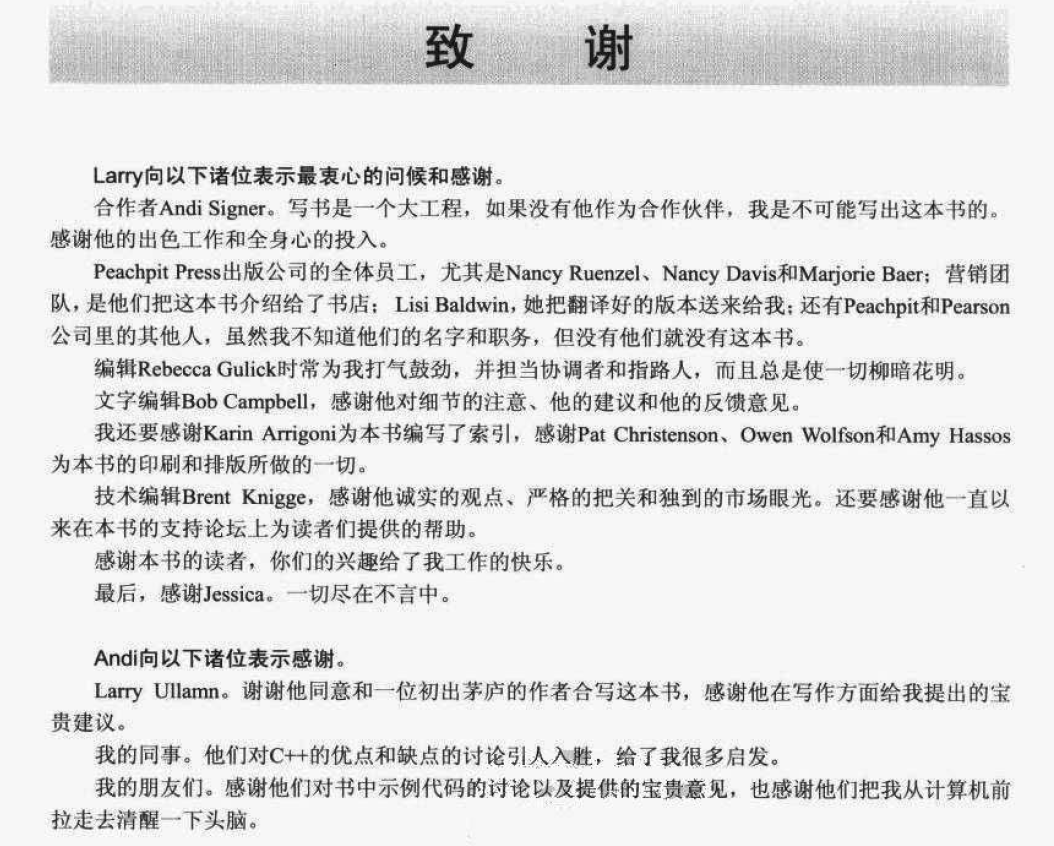 致 谢
Larry向以下诸位表示最衷心的问候和感谢。
合作者Andi Signer。写书是一个大工程，如果没有他作为合作伙伴，我是不可能写出这本书的。
感谢他的出色工作和全身心的投入。
Peachpit Press出版公司的全体员工，尤其是Nancy Ruenzel、Nancy Davis和Marjorie Baer；营销团
队，是他们把这本书介绍给了书店； Lisi Baldwin，她把翻译好的版本送来给我；还有Peachpit和Pearson
公司里的其他人，虽然我不知道他们的名字和职务，但没有他们就没有这本书。
编辑Rebecca Gulick时常为我打气鼓劲，并担当协调者和指路人，而且总是使一切柳暗花明。
文字编辑Bob Campbell，感谢他对细节的注意、他的建议和他的反馈意见。
我还要感谢Karin Arrigoni为本书编写了索引，感谢Pat Christenson、Owen Wolfson和Amy Hassos
为本书的印刷和排版所做的一切。
技术编辑Brent Knigge，感谢他诚实的观点、严格的把关和独到的市场眼光。还要感谢他一直以
来在本书的支持论坛上为读者们提供的帮助。
感谢本书的读者，你们的兴趣给了我工作的快乐。
最后，感谢Jessica。一切尽在不言中。
Andi向以下诸位表示感谢。
Larry Ullamn。谢谢他同意和一位初出茅庐的作者合写这本书，感谢他在写作方面给我提出的宝
贵建议。
我的同事。他们对C++的优点和缺点的讨论引人入胜，给了我很多启发。
我的朋友们。感谢他们对书中示例代码的讨论以及提供的宝贵意见，也感谢他们把我从计算机前
拉走去清醒一下头脑。